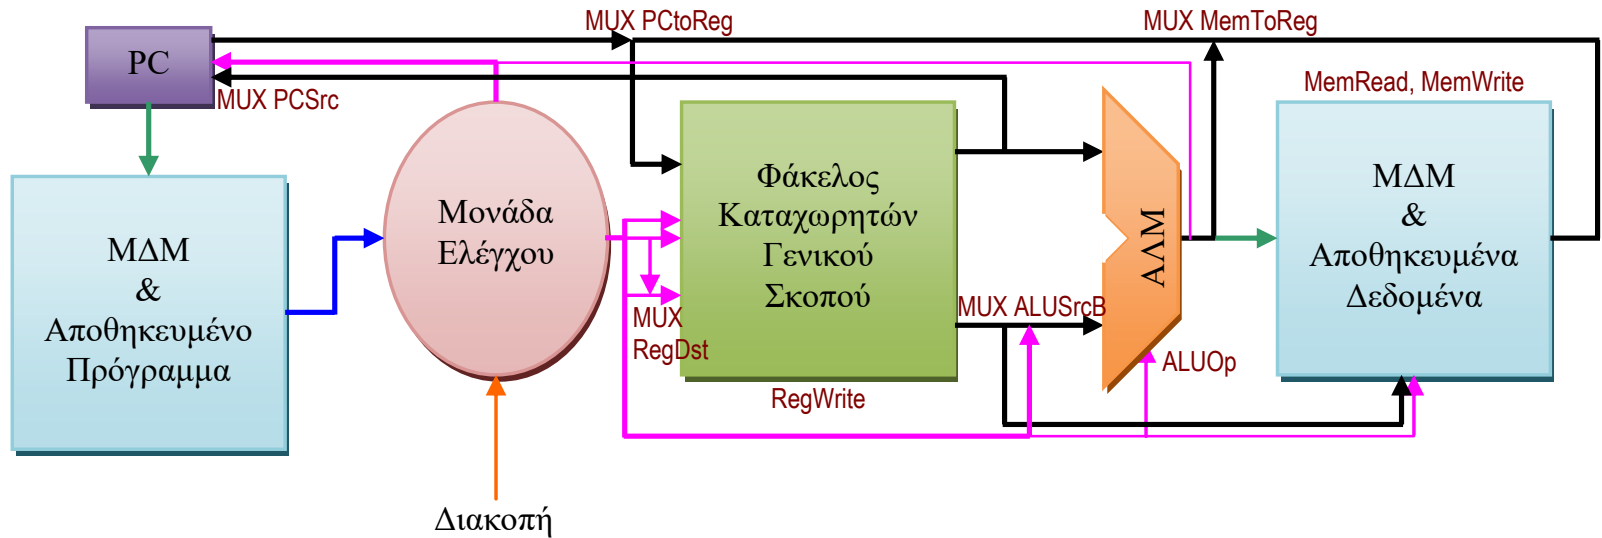 MUX PCtoReg
MUX MemToReg
PC
MUX PCSrc
MemRead, MemWrite
ΜΔΜ
&
Αποθηκευμένο
Πρόγραμμα
Μονάδα
Ελέγχου
Φάκελος
Καταχωρητών
Γενικού
Σκοπού
MUX
RegDst
RegWrite
MUX ALUSrcB
ΑΛΜ
ALUOp
ΜΔΜ
&
Αποθηκευμένα
Δεδομένα
Διακοπή